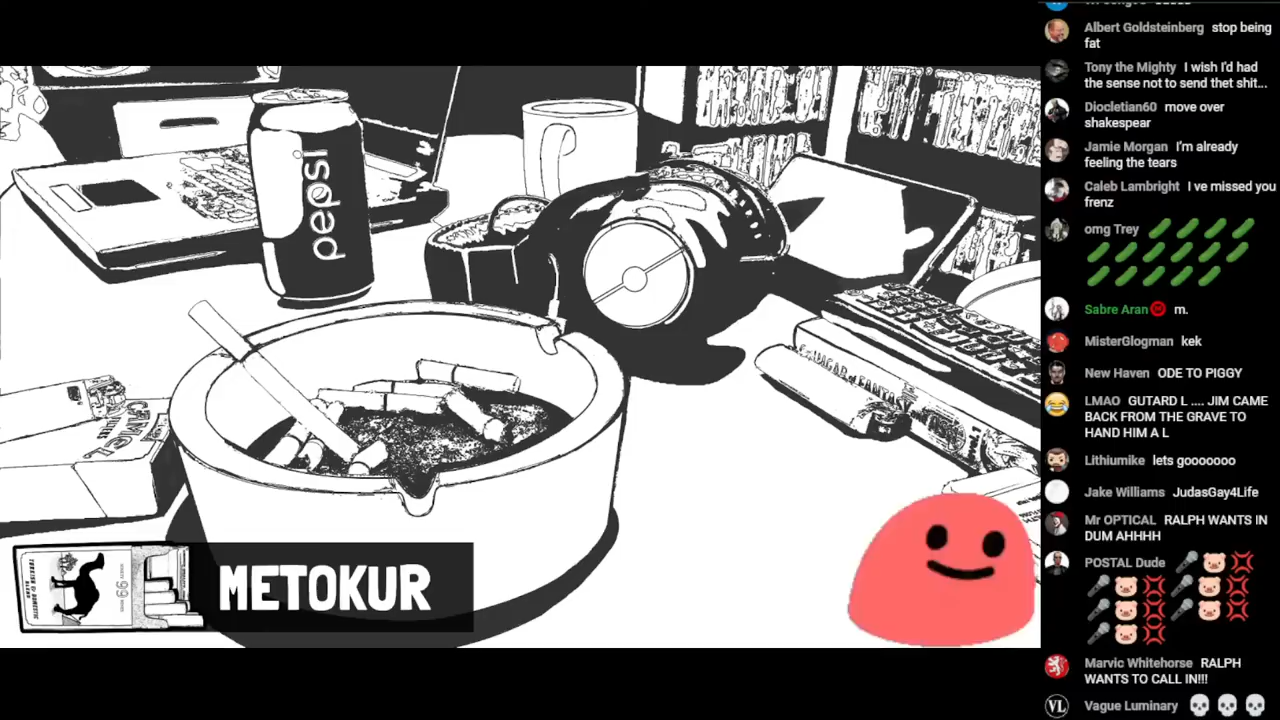 pepsi
CAMEL
METOKUR
Albert Goldsteinberg stop being
fat
Tony the Mighty I wish I'd had
the sense not to send thet shit...
Diocletian60 move over
shakespear
Jamie Morgan I'm already
feeling the tears
Caleb Lambright I ve missed you
frenz
omg Trey 🥒🥒🥒🥒
🥒🥒🥒🥒🥒🥒
🥒🥒🥒🥒🥒
Sabre Aran m.
MisterGlogman kek
New Haven ODE TO PIGGY
LMAO GUTARD L .... JIM CAME
BACK FROM THE GRAVE TO
HAND HIM A L
Lithiumike lets gooooooo
Jake Williams JudasGay4Life
Mr OPTICAL RALPH WANTS IN
DUM AHHHH
POSTAL Dude 🎤🐷💢
🎤🐷💢🎤🐷💢
🎤🐷💢🎤🐷💢
🎤🐷💢
Marvic Whitehorse RALPH
WANTS TO CALL IN!!!
VL
Vague Luminary 💀💀💀